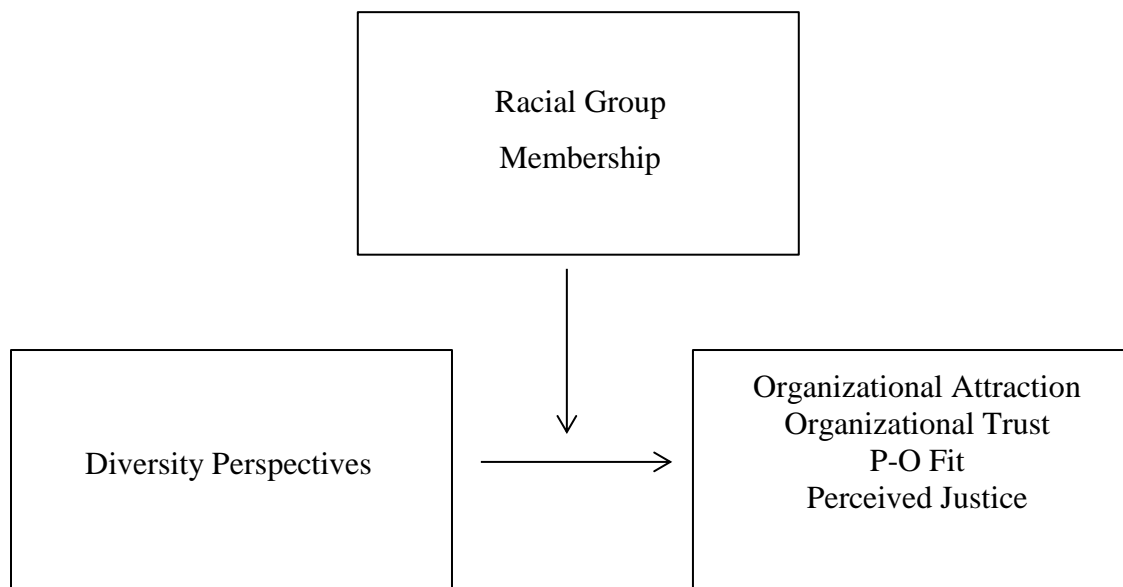 Racial Group
Membership
Diversity Perspectives
Organizational Attraction
Organizational Trust
P-O Fit
Perceived Justice